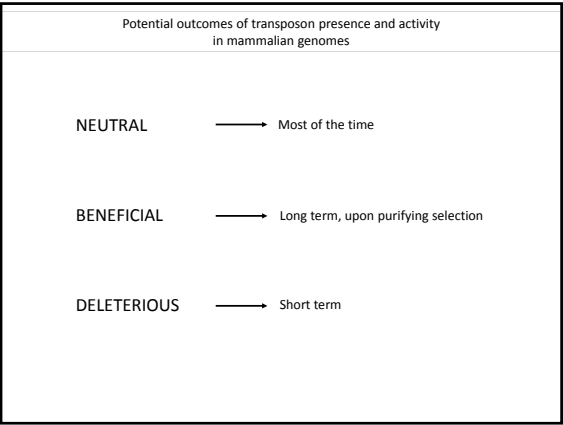 Potential outcomes of transposon presence and activity
in mammalian genomes
NEUTRAL Most of the time
BENEFICIAL Long term, upon purifying selection
DELETERIOUS Short term